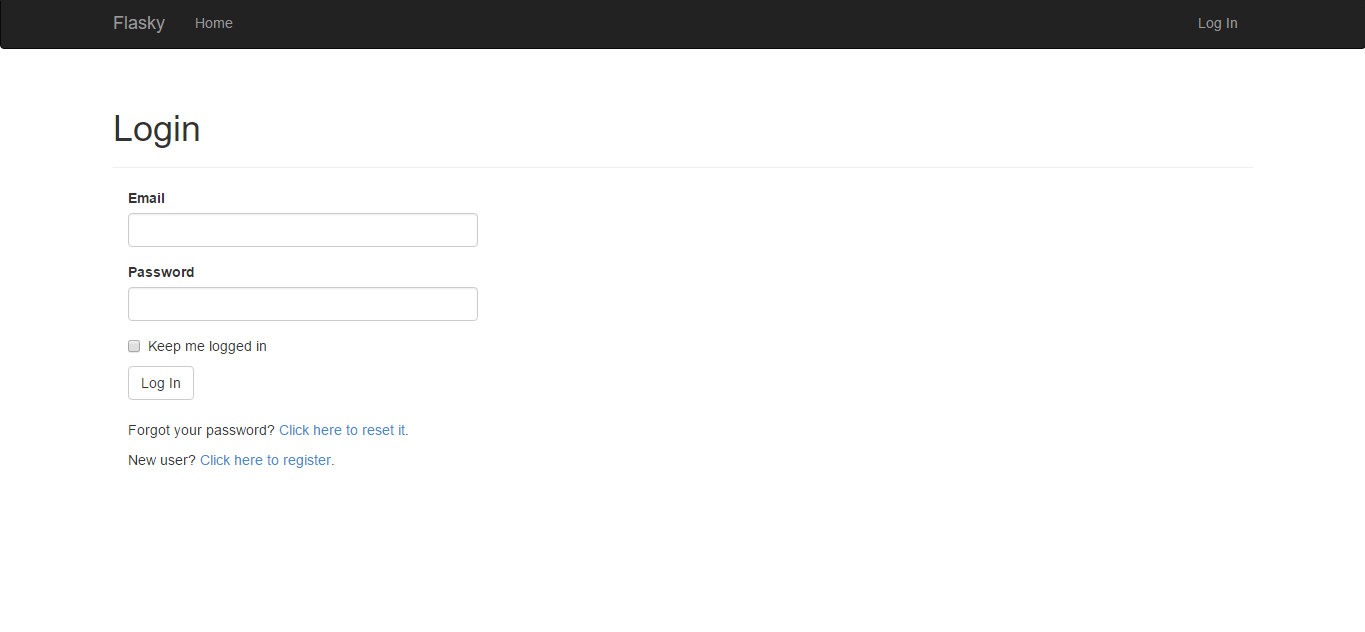 Flasky Home Log In
Login
Email
Password
Keep me logged in
Log In
Forgot your password? Click here to reset it.
New user? Click here to register.